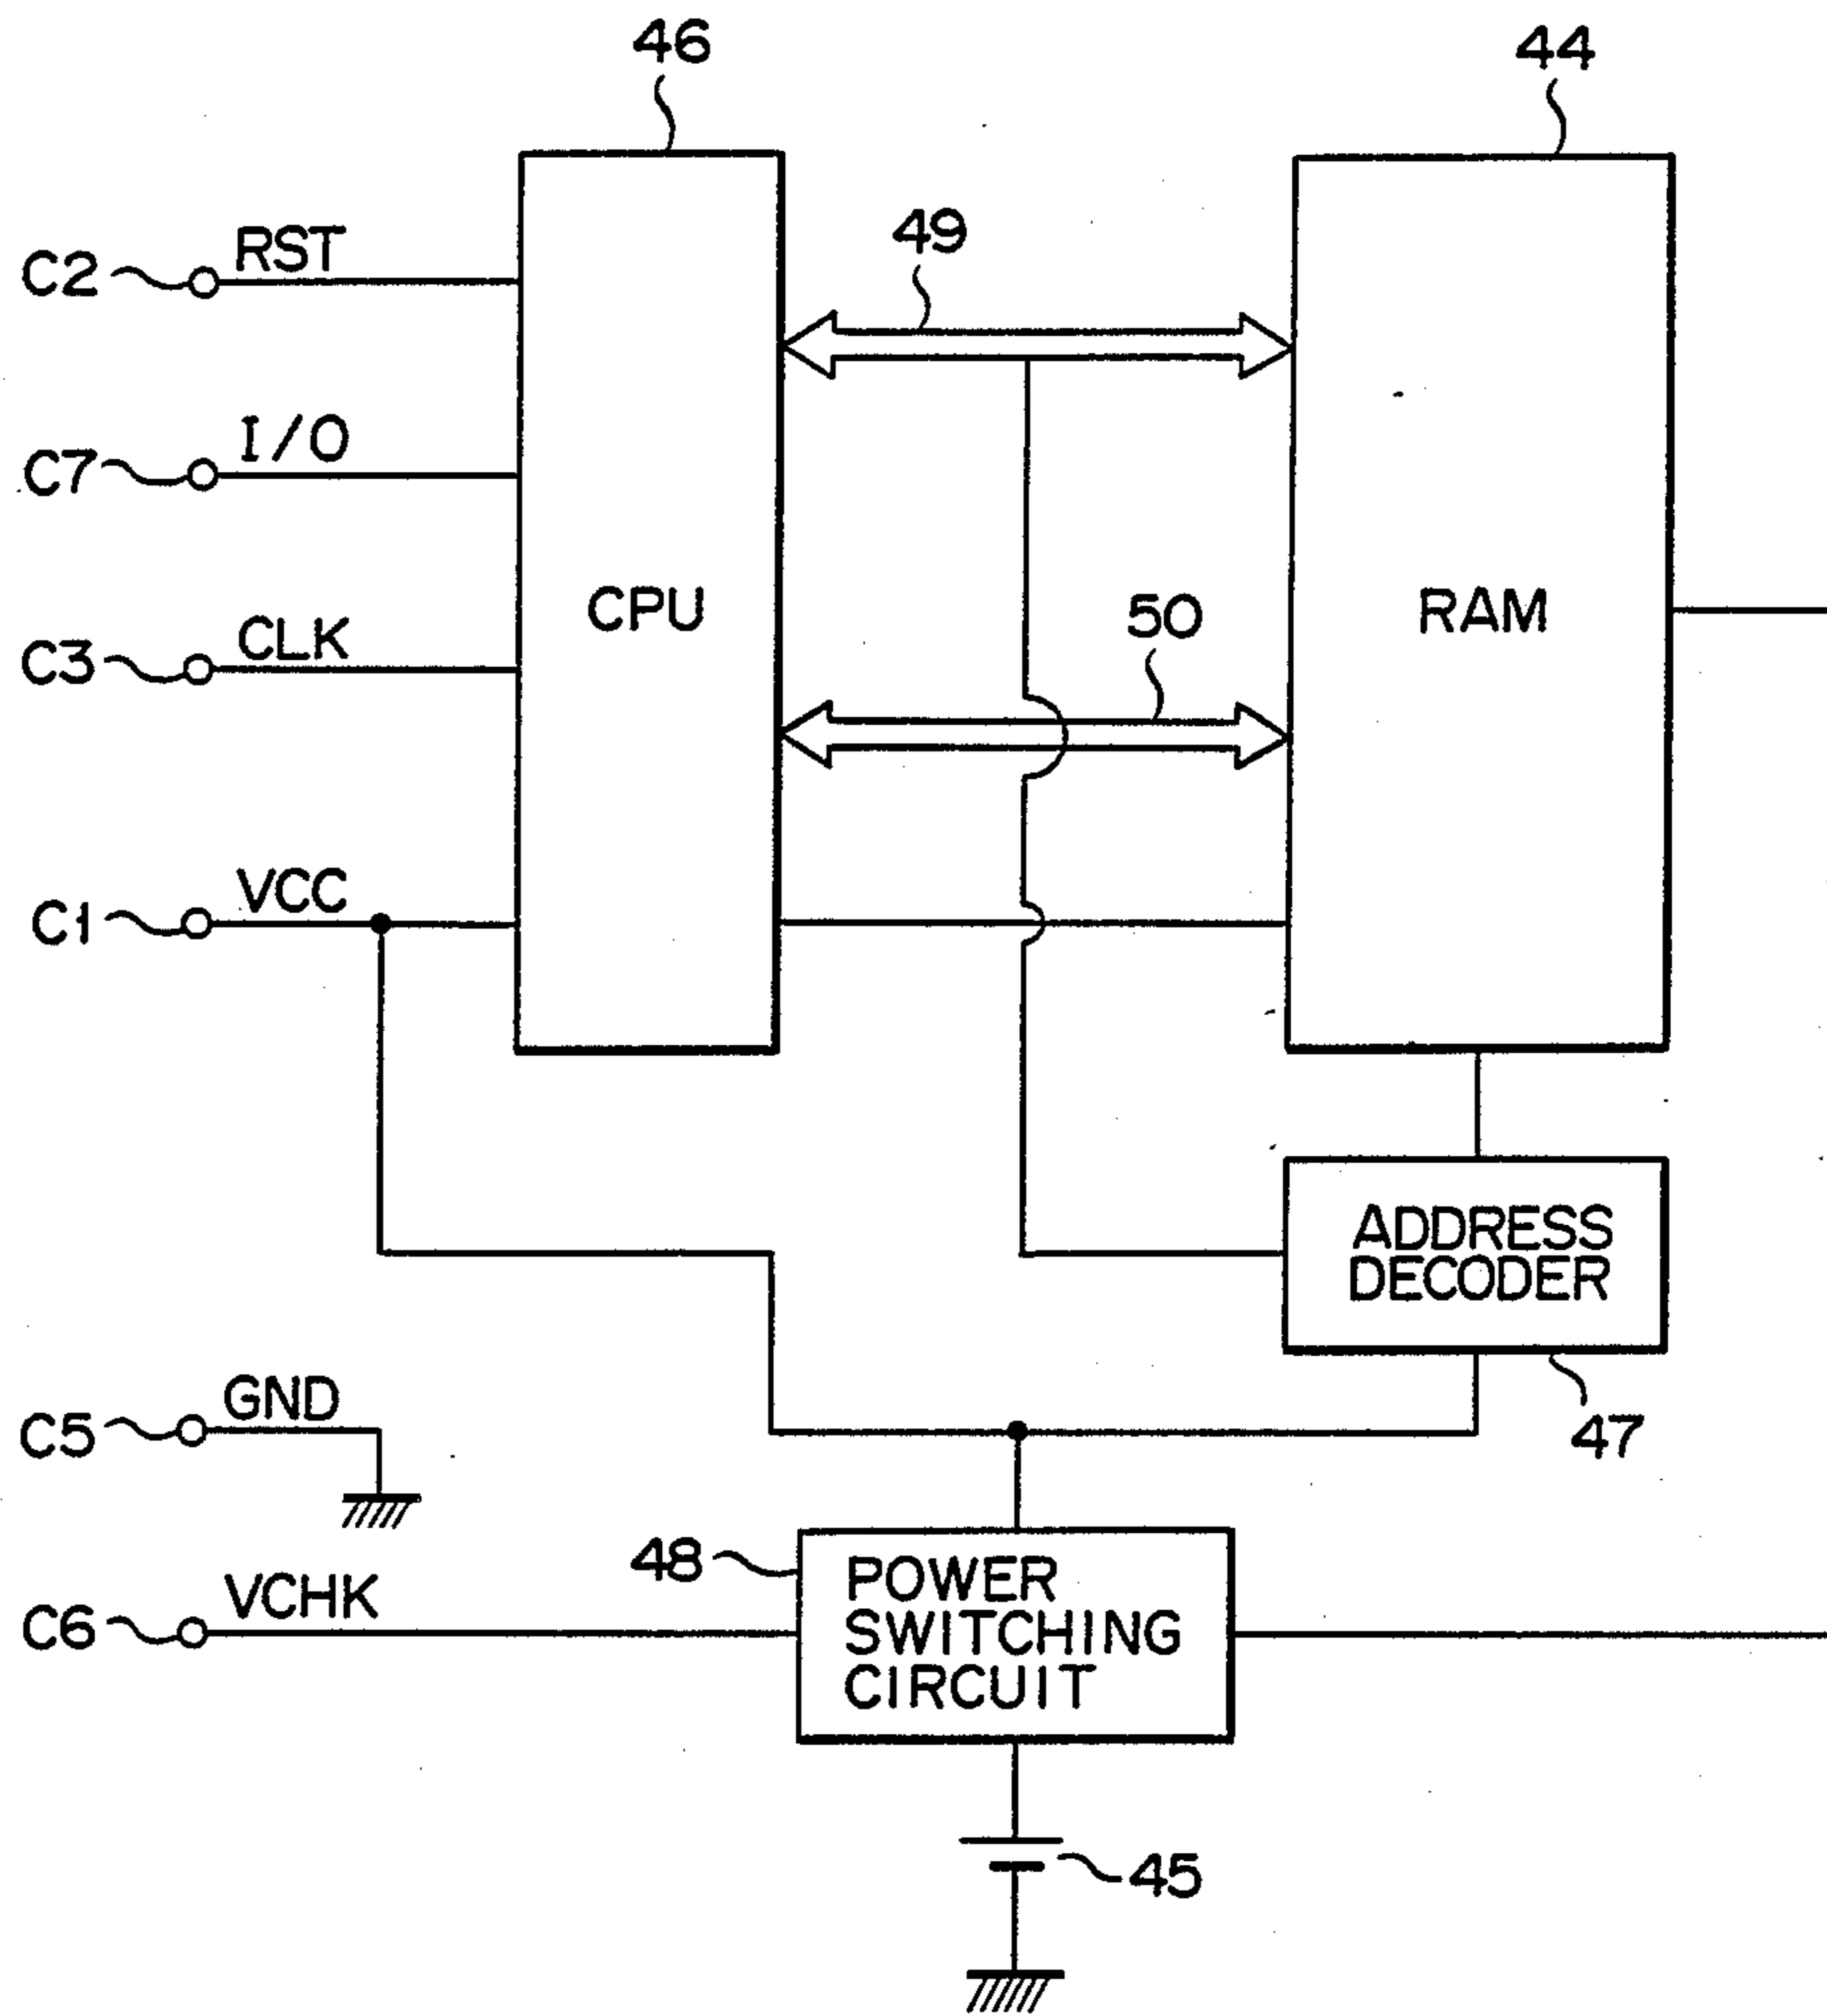 46
44
49
C2
RST
C7
I/O
CPU
50
RAM
C3
CLK
C1
VCC
ADDRESS
DECODER
47
C5
GND
48
POWER
SWITCHING
CIRCUIT
C6
VCHK
45